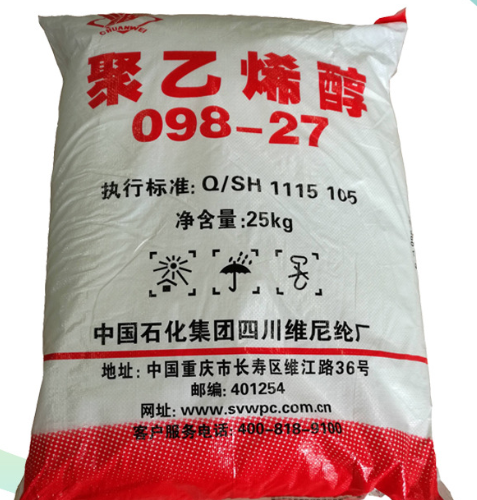 CHUANWEI
聚乙烯醇
098-27
执行标准: Q/SH 1115 105
净含量:25kg
中国石化集团四川维尼纶厂
地址: 中国重庆市长寿区维江路36号
邮编: 401254
网址: www.svwpc.com.cn
客户服务电话: 400-818-9100